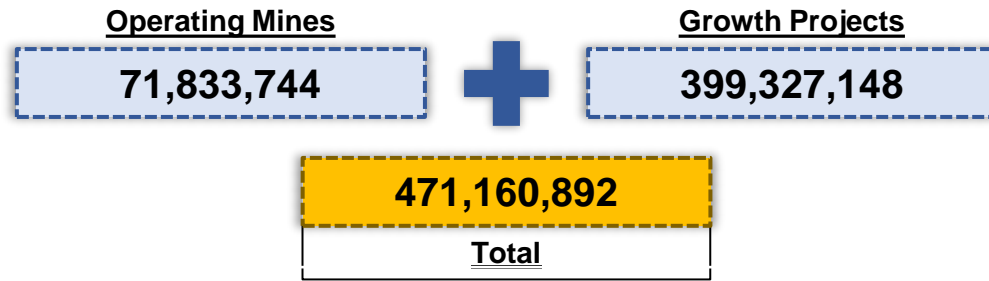 Operating Mines
Growth Projects
71,833,744
399,327,148
471,160,892
Total